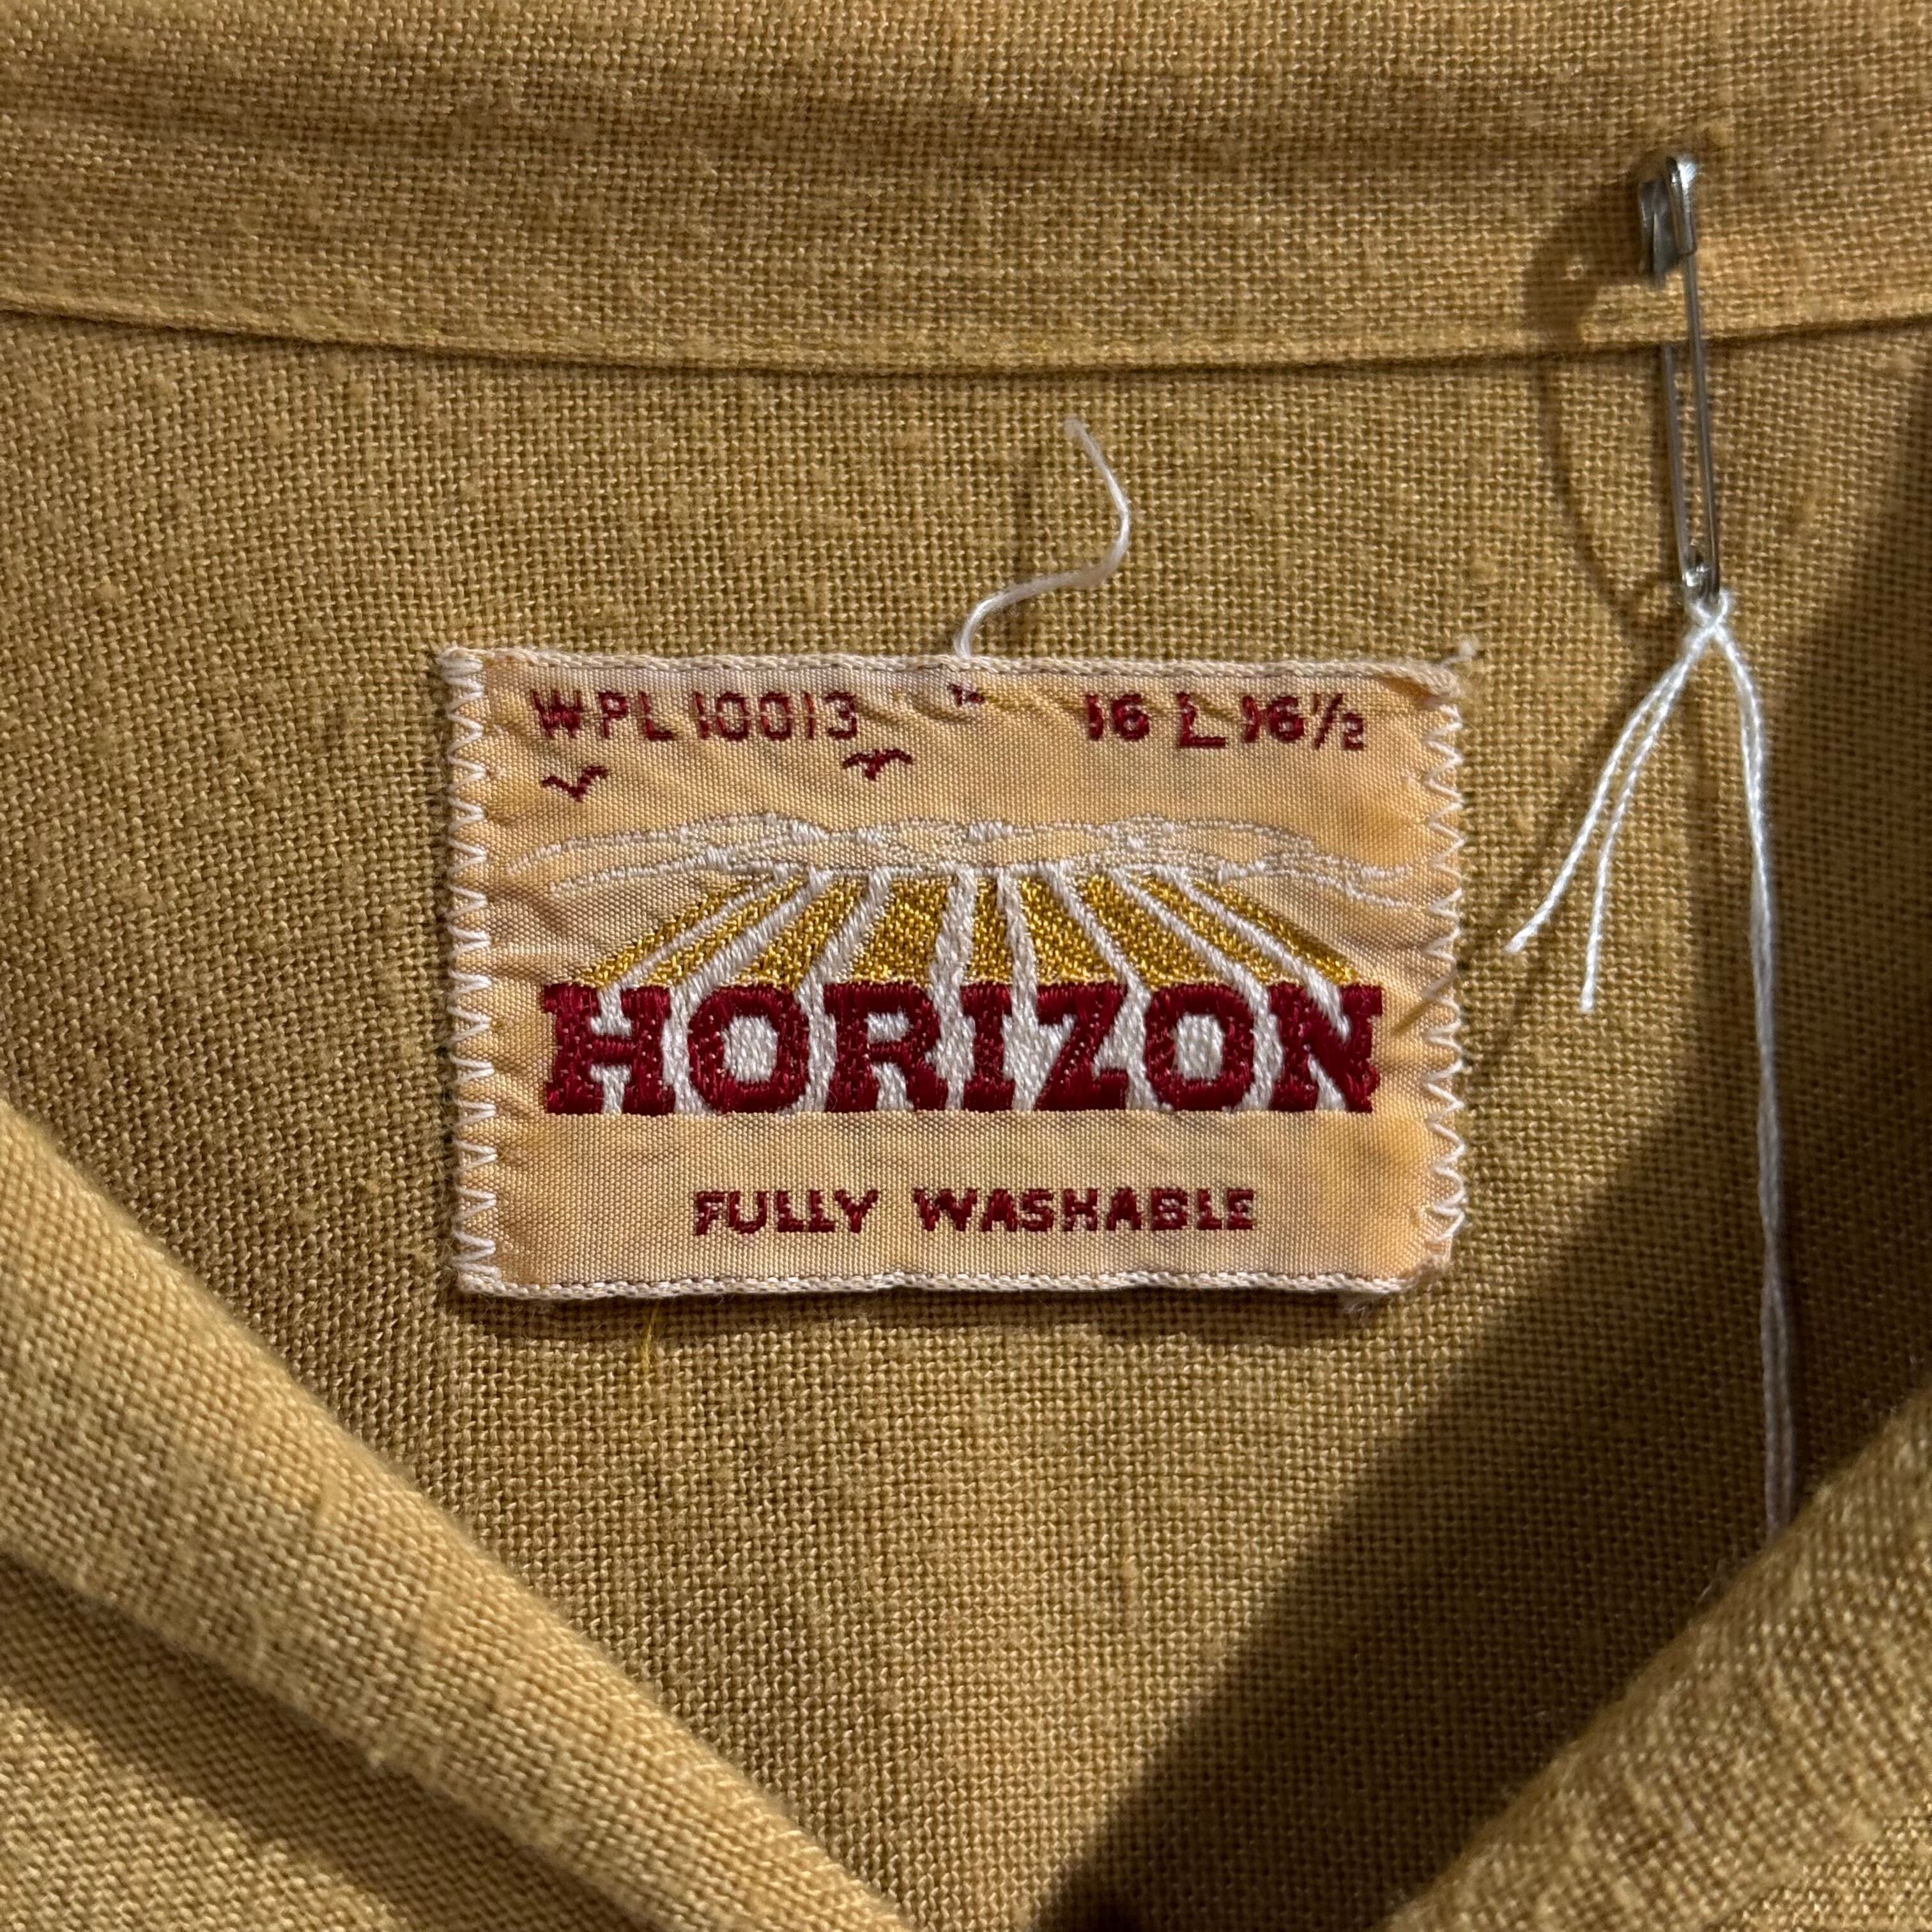 WPL 10013 16 L 16½
HORIZON
FULLY WASHABLE